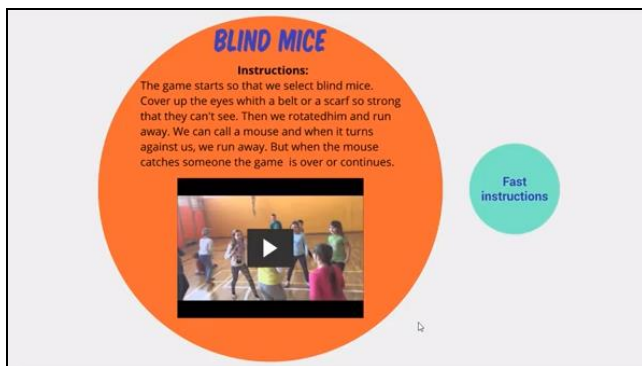 BLIND MICE
Instructions:
The game starts so that we select blind mice.
Cover up the eyes whith a belt or a scarf so strong
that they can't see. Then we rotatedhim and run
away. We can call a mouse and when it turns
against us, we run away. But when the mouse
catches someone the game is over or continues.
Fast
instructions